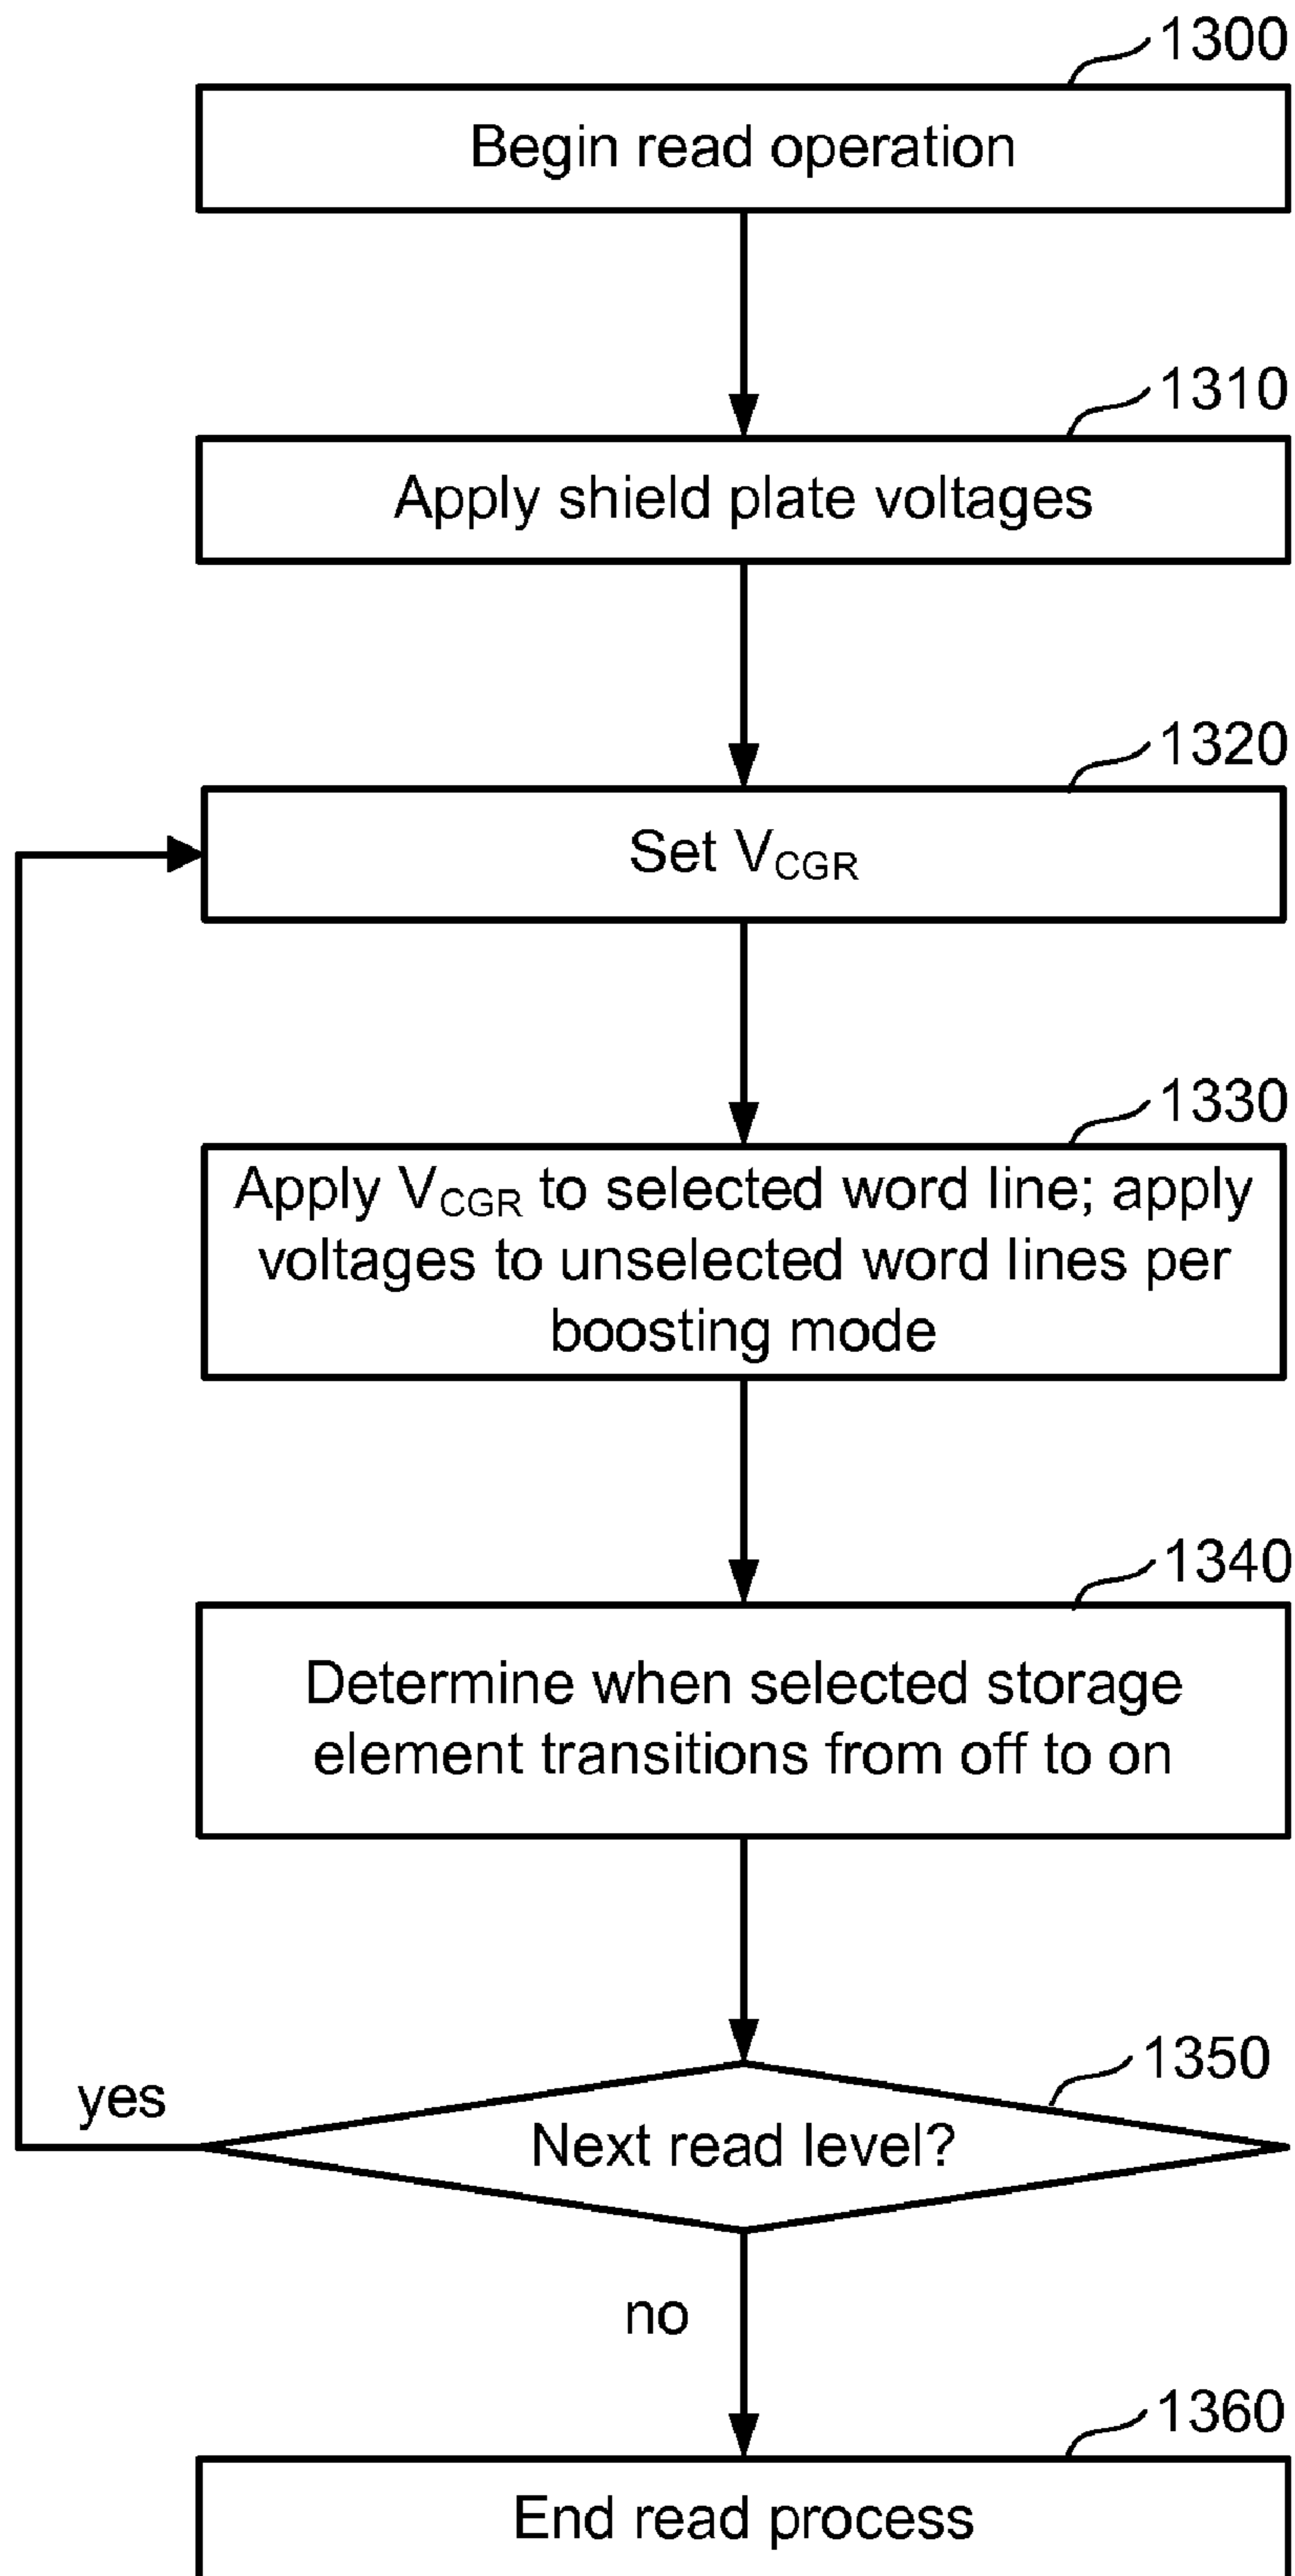 1300
Begin read operation
1310
Apply shield plate voltages
1320
Set V_CGR
1330
Apply V_CGR to selected word line; apply
voltages to unselected word lines per
boosting mode
1340
Determine when selected storage
element transitions from off to on
1350
yes
Next read level?
no
1360
End read process